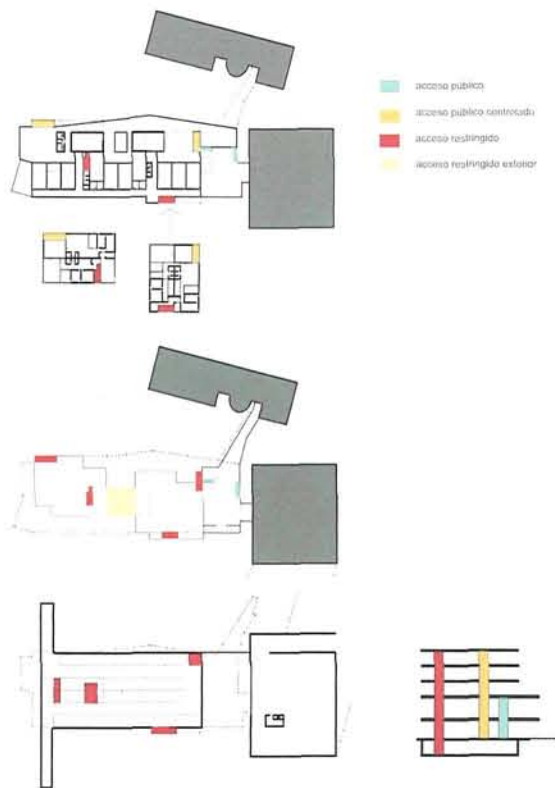 acceso público
acceso público controlado
acceso restringido
acceso restringido exterior